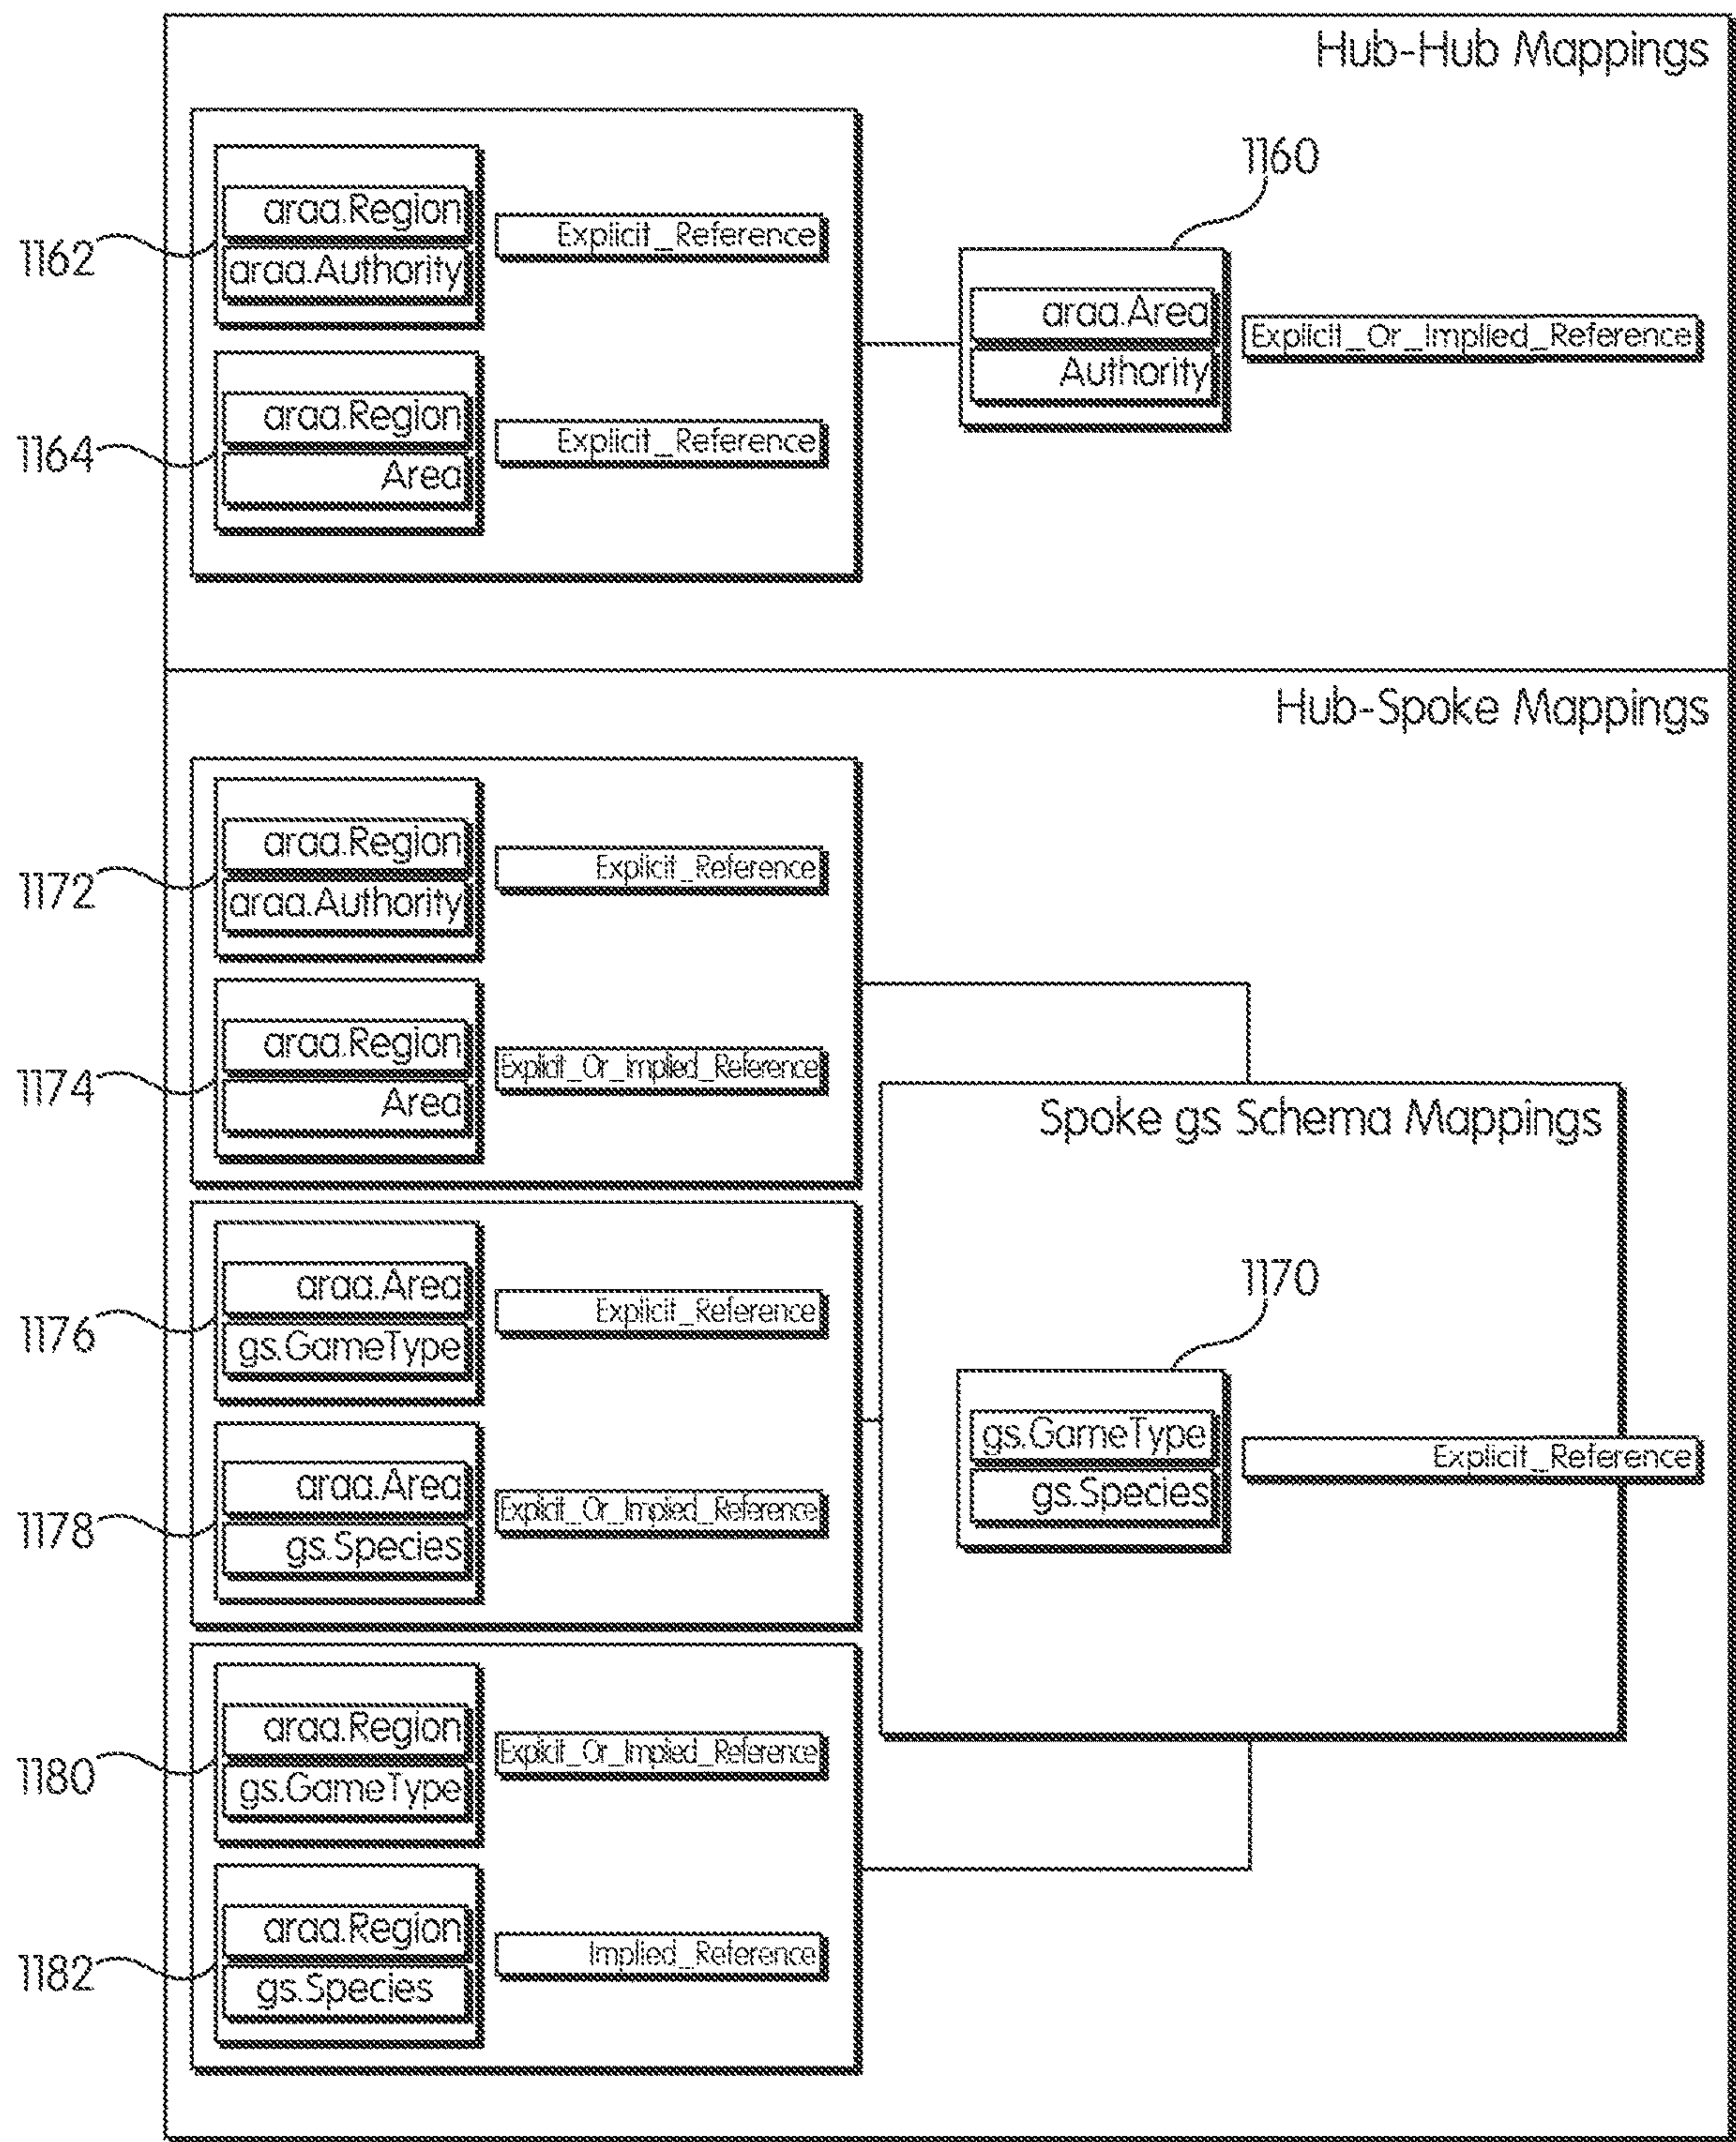 Hub-Hub Mappings
1160
araa.Region
Explicit_Reference
1162
araa.Authority
araa.Area
Explicit_Or_Implied_Reference
Authority
araa.Region
Explicit_Reference
1164
Area
Hub-Spoke Mappings
araa.Region
Explicit_Reference
1172
araa.Authority
araa.Region
Explicit_Or_Implied_Reference
1174
Area
Spoke gs Schema Mappings
araa.Area
Explicit_Reference
1176
gs.GameType
1170
gs.GameType
Explicit_Reference
gs.Species
araa.Area
Explicit_Or_Impied_Reference
1178
gs.Species
araa.Region
Explicit_Or_Implied_Reference
1180
gs.GameType
araa.Region
Implied_Reference
1182
gs.Species